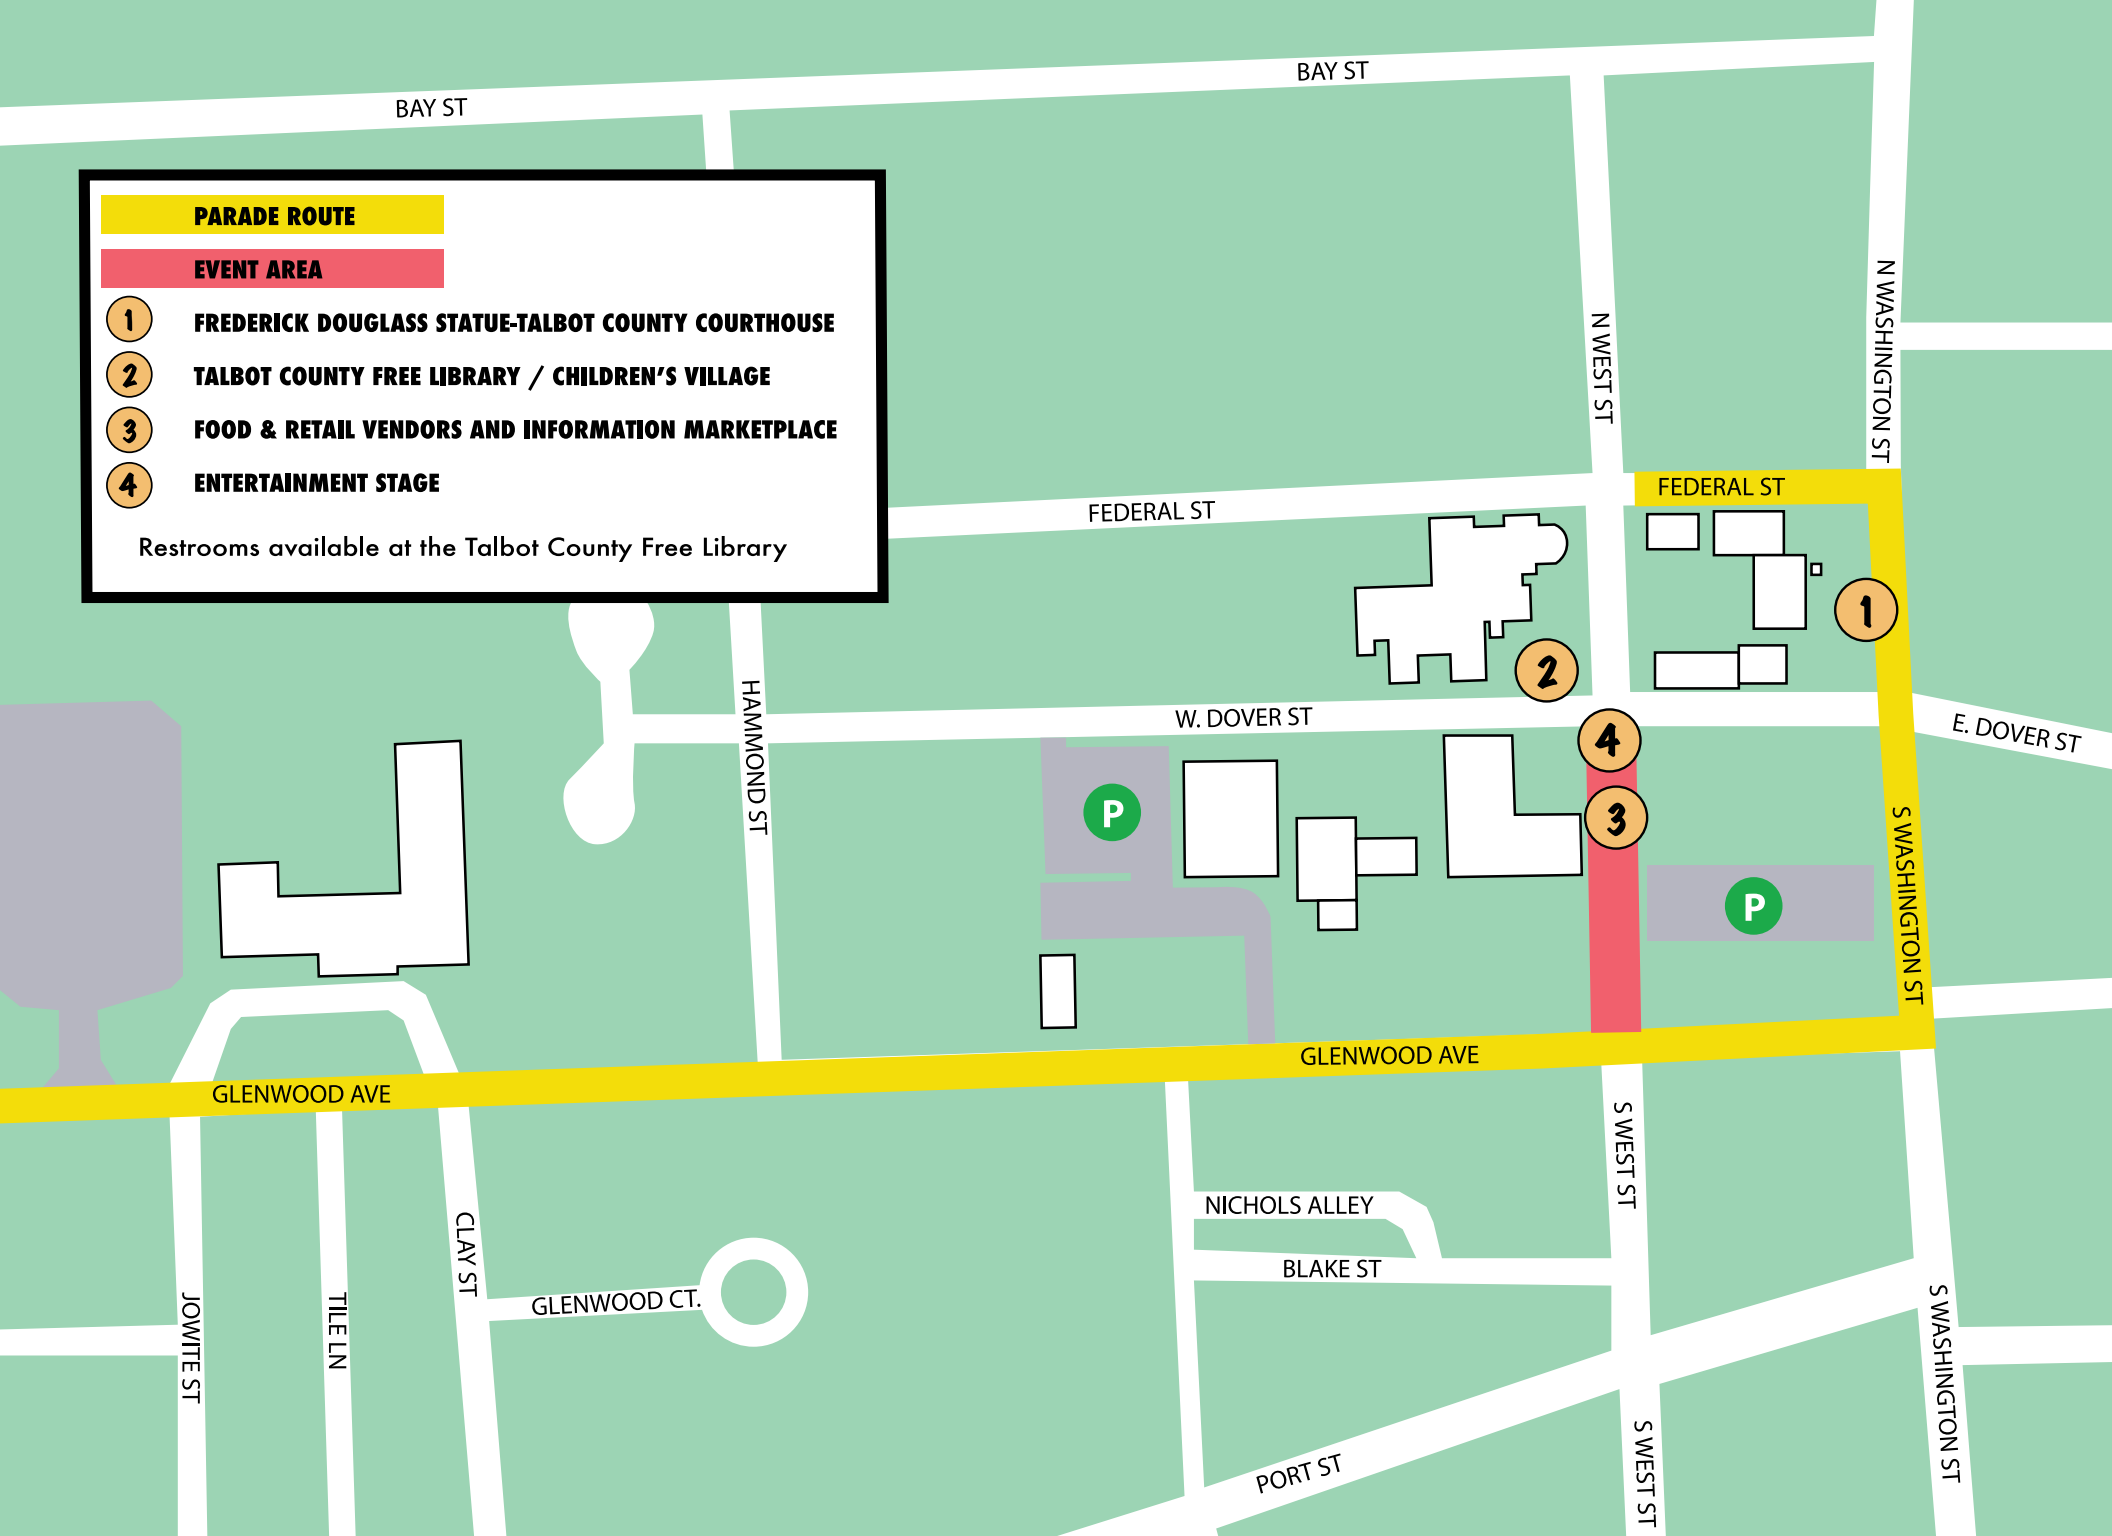 BAY ST
BAY ST
PARADE ROUTE
EVENT AREA
1 FREDERICK DOUGLASS STATUE-TALBOT COUNTY COURTHOUSE
2 TALBOT COUNTY FREE LIBRARY / CHILDREN'S VILLAGE
3 FOOD & RETAIL VENDORS AND INFORMATION MARKETPLACE
4 ENTERTAINMENT STAGE
Restrooms available at the Talbot County Free Library
N WEST ST
N WASHINGTON ST
FEDERAL ST
FEDERAL ST
1
2
HAMMOND ST
W. DOVER ST
4
E. DOVER ST
P
3
P
S WASHINGTON ST
GLENWOOD AVE
GLENWOOD AVE
S WEST ST
NICHOLS ALLEY
CLAY ST
BLAKE ST
GLENWOOD CT.
JOWITE ST
TILE LN
S WASHINGTON ST
PORT ST
S WEST ST